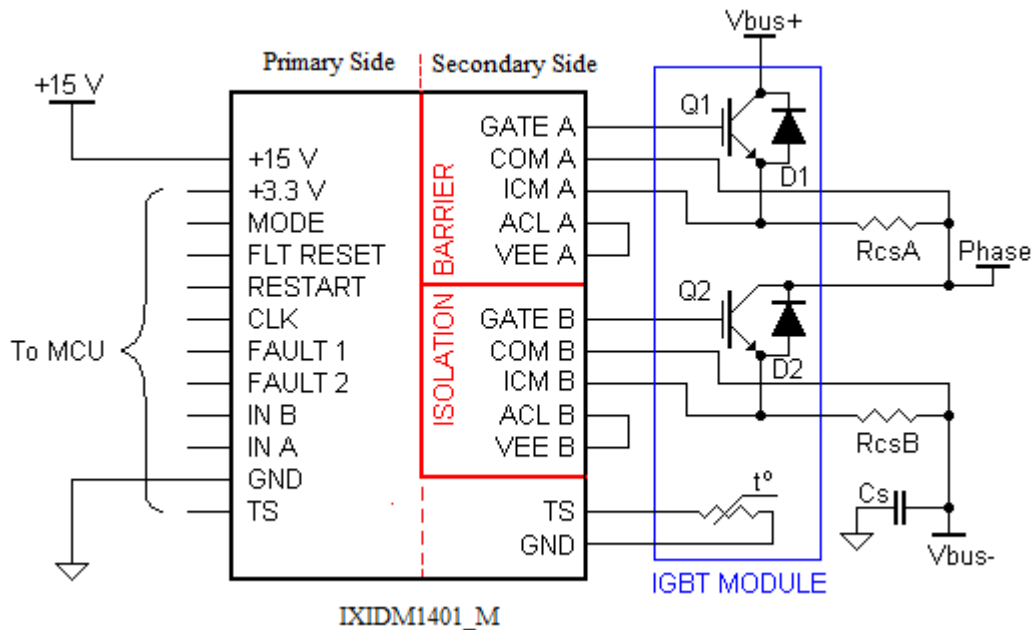 Vbus+
Primary Side
Secondary Side
+15 V
Q1
GATE A
COM A
+15 V
+3.3 V
ICM A
D1
MODE
ACL A
RcsA
FLT RESET
VEE A
Phase
BARRIER
RESTART
Q2
CLK
GATE B
To MCU
FAULT 1
COM B
D2
FAULT 2
ICM B
ISOLATION
IN B
ACL B
RcsB
IN A
VEE B
GND
t°
Cs
TS
TS
GND
Vbus-
IGBT MODULE
IXIDM1401_M